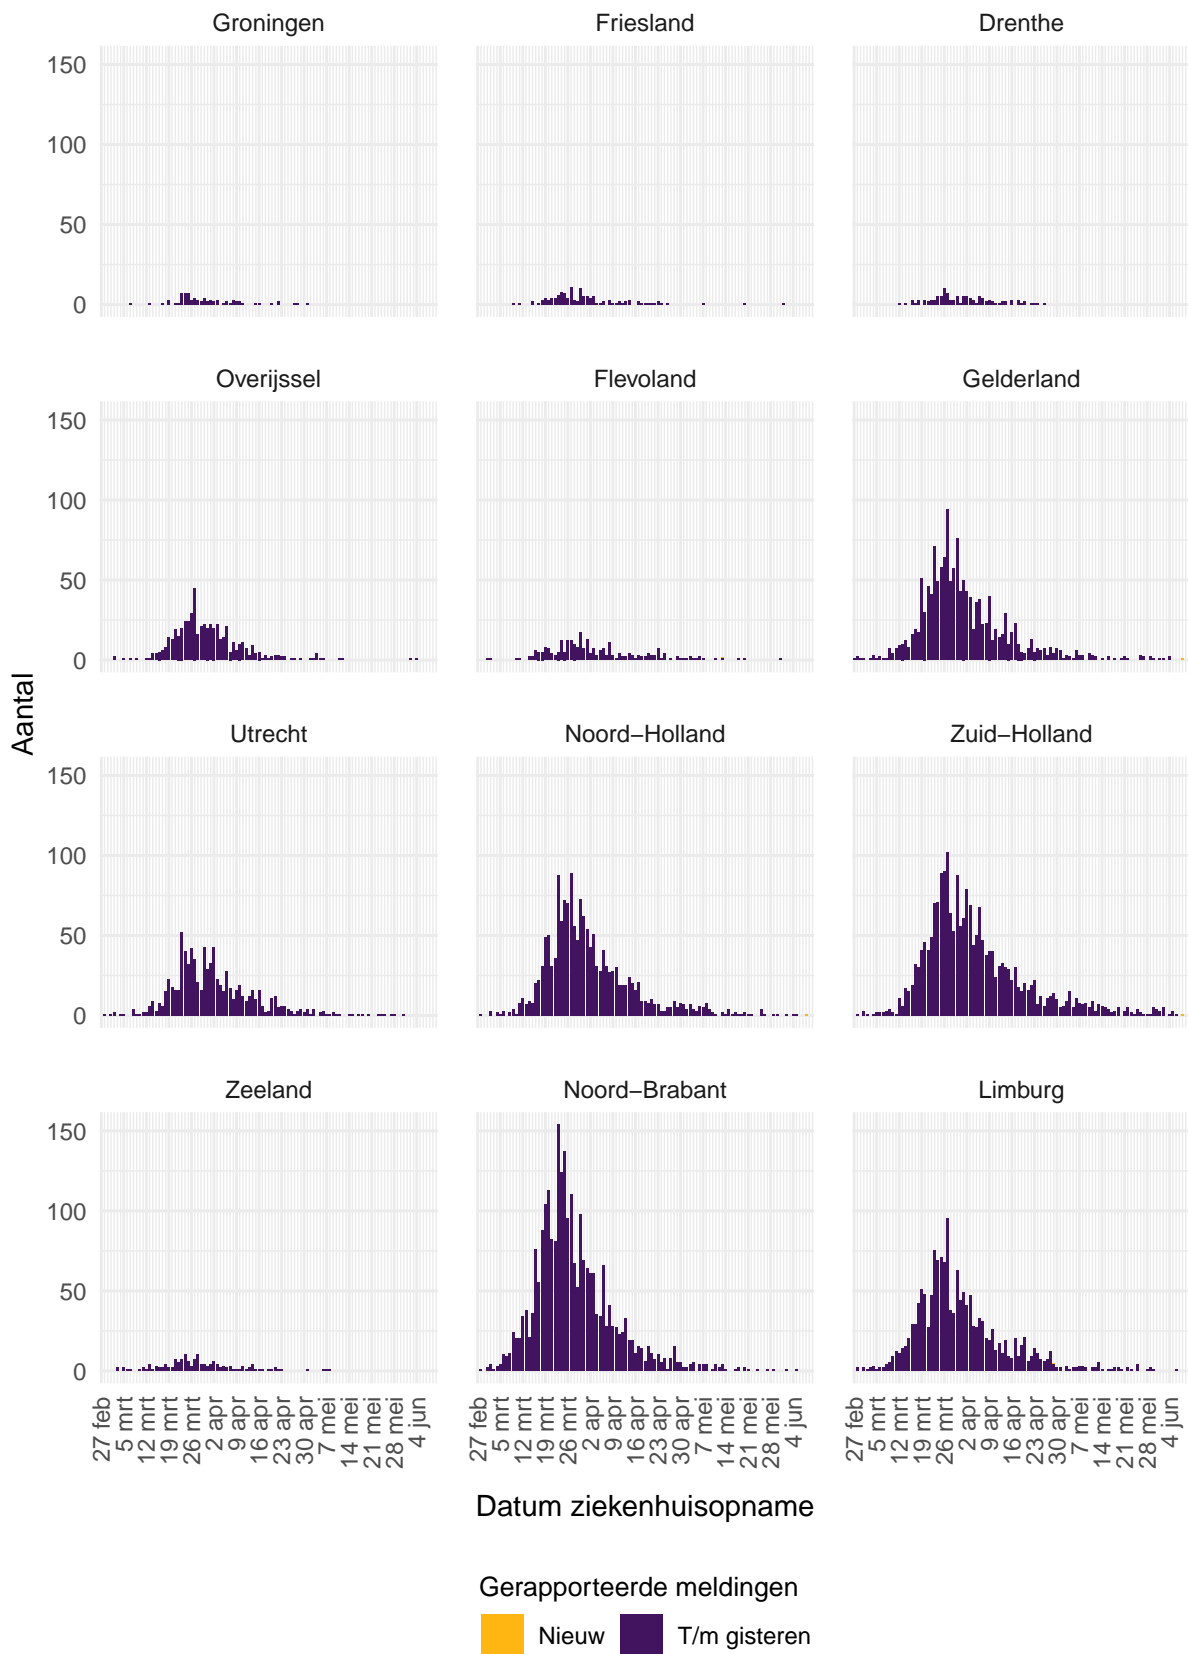 Groningen Friesland Drenthe
150
100
50
0
Overijssel Flevoland Gelderland
150
100
50
0
Aantal
Utrecht Noord−Holland Zuid−Holland
150
100
50
0
Zeeland Noord−Brabant Limburg
150
100
50
0
27 feb 5 mrt 12 mrt 19 mrt 26 mrt 2 apr 9 apr 16 apr 23 apr 30 apr 7 mei 14 mei 21 mei 28 mei 4 jun
27 feb 5 mrt 12 mrt 19 mrt 26 mrt 2 apr 9 apr 16 apr 23 apr 30 apr 7 mei 14 mei 21 mei 28 mei 4 jun
27 feb 5 mrt 12 mrt 19 mrt 26 mrt 2 apr 9 apr 16 apr 23 apr 30 apr 7 mei 14 mei 21 mei 28 mei 4 jun
Datum ziekenhuisopname
Gerapporteerde meldingen
Nieuw T/m gisteren